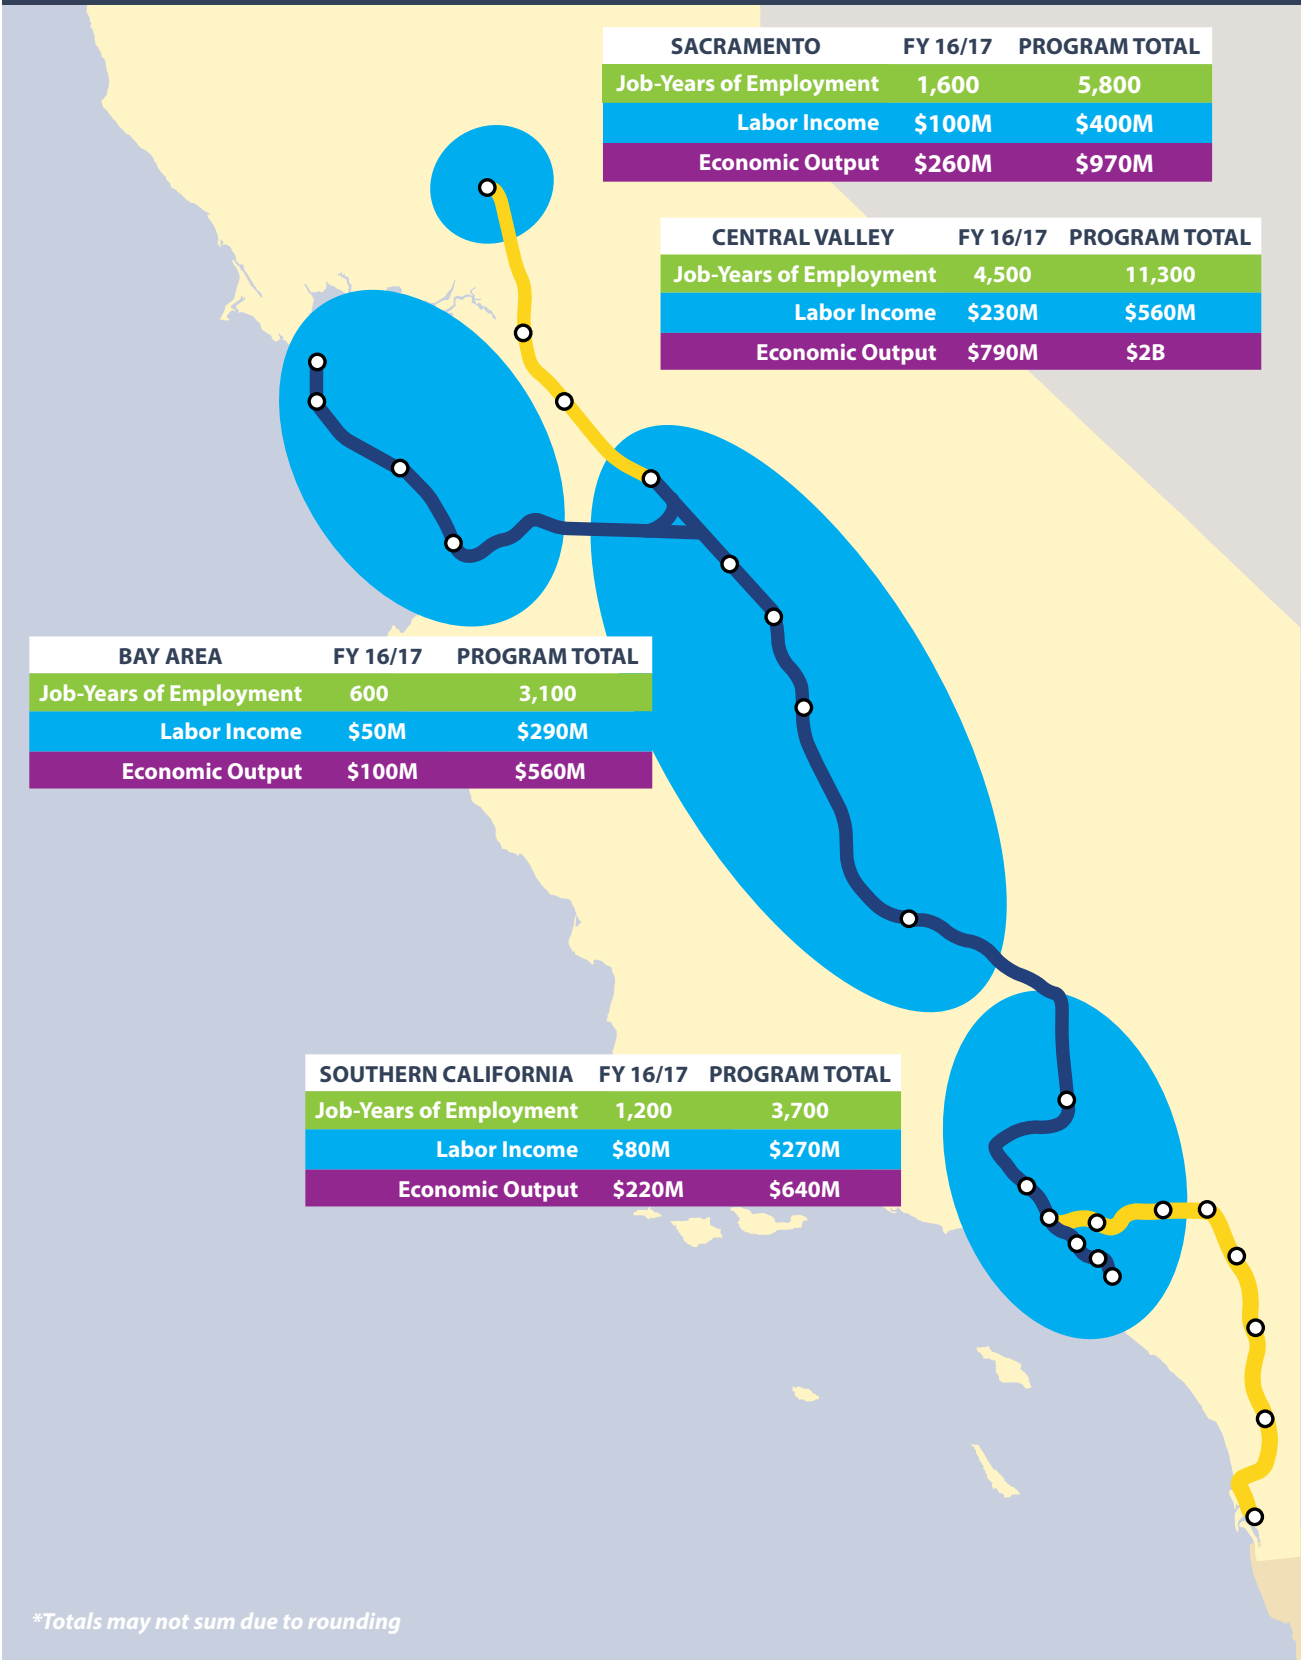 SACRAMENTO FY 16/17 PROGRAM TOTAL
Job-Years of Employment 1,600 5,800
Labor Income $100M $400M
Economic Output $260M $970M
CENTRAL VALLEY FY 16/17 PROGRAM TOTAL
Job-Years of Employment 4,500 11,300
Labor Income $230M $560M
Economic Output $790M $2B
BAY AREA FY 16/17 PROGRAM TOTAL
Job-Years of Employment 600 3,100
Labor Income $50M $290M
Economic Output $100M $560M
SOUTHERN CALIFORNIA FY 16/17 PROGRAM TOTAL
Job-Years of Employment 1,200 3,700
Labor Income $80M $270M
Economic Output $220M $640M
*Totals may not sum due to rounding